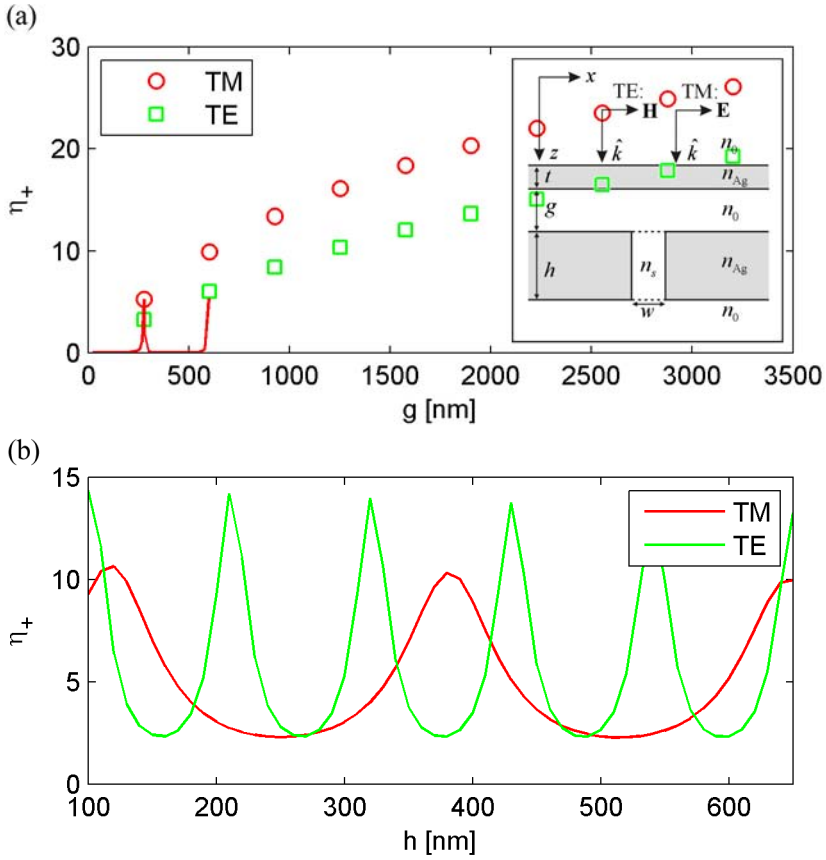 (a)
30
20
10
0
η+
TM
TE
0 500 1000 1500 2000 2500 3000 3500
g [nm]
x
TE: TM:
H E
z k̂ k̂ n0
t nAg
g n0
h ns nAg
w n0
(b)
15
10
5
0
η+
TM
TE
100 200 300 400 500 600
h [nm]